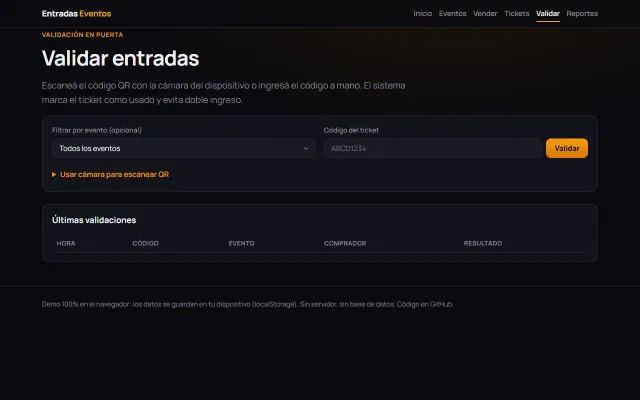 Entradas Eventos
Inicio Eventos Vender Tickets Validar Reportes
VALIDACIÓN EN PUERTA
Validar entradas
Escaneá el código QR con la cámara del dispositivo o ingresá el código a mano. El sistema
marca el ticket como usado y evita doble ingreso.
Filtrar por evento (opcional)
Código del ticket
Todos los eventos
ABCD1234
Validar
Usar cámara para escanear QR
Últimas validaciones
HORA CÓDIGO EVENTO COMPRADOR RESULTADO
Demo 100% en el navegador: los datos se guardan en tu dispositivo (localStorage). Sin servidor, sin base de datos. Código en GitHub.